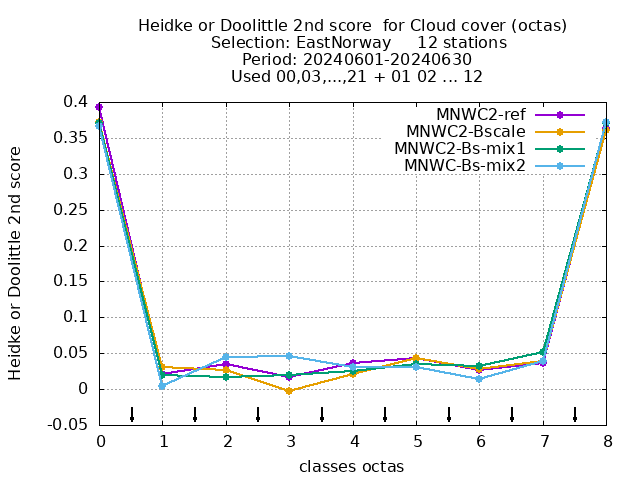 Heidke or Doolittle 2nd score  for Cloud cover (octas)
Selection: EastNorway     12 stations
Period: 20240601-20240630
Used 00,03,...,21 + 01 02 ... 12
MNWC2-ref
MNWC2-Bscale
MNWC2-Bs-mix1
MNWC-Bs-mix2
Heidke or Doolittle 2nd score
0.4
0.35
0.3
0.25
0.2
0.15
0.1
0.05
0
-0.05
0 1 2 3 4 5 6 7 8
classes octas